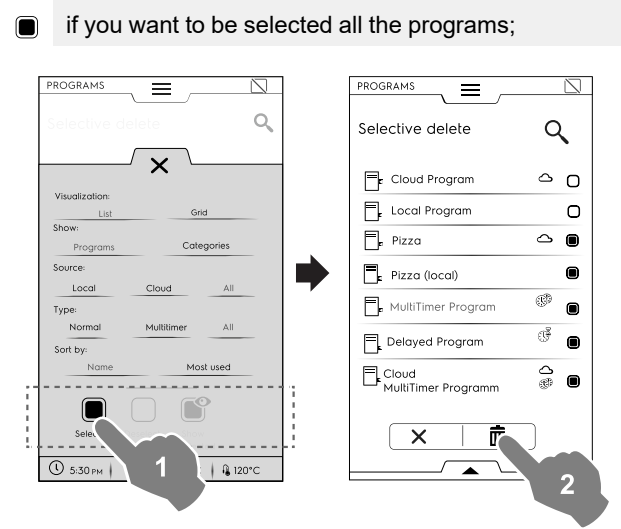 if you want to be selected all the programs;
PROGRAMS
Selective delete
Visualization:
List Grid
Show:
Programs Categories
Source:
Local Cloud All
Type:
Normal Multitimer All
Sort by:
Name Most used
5:30 PM 120°C
1
PROGRAMS
Selective delete
Cloud Program
Local Program
Pizza
Pizza (local)
MultiTimer Program
Delayed Program
Cloud
MultiTimer Programm
2